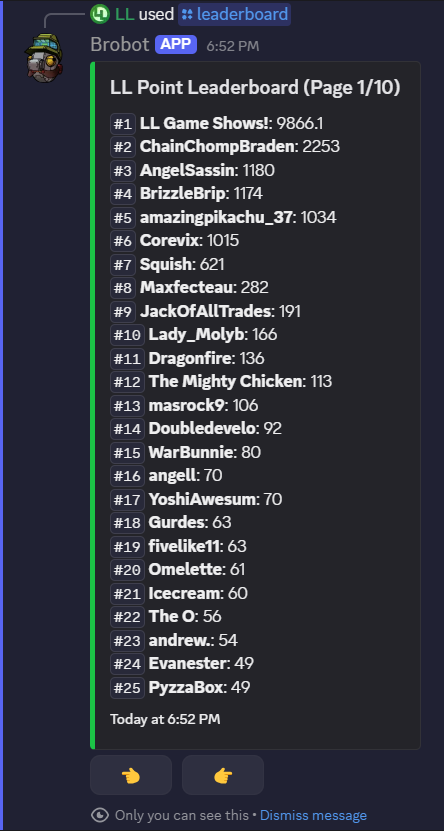 LL used leaderboard
Brobot APP 6:52 PM
LL Point Leaderboard (Page 1/10)
#1 LL Game Shows!: 9866.1
#2 ChainChompBraden: 2253
#3 AngelSassin: 1180
#4 BrizzleBrip: 1174
#5 amazingpikachu_37: 1034
#6 Corevix: 1015
#7 Squish: 621
#8 Maxfecteau: 282
#9 JackOfAllTrades: 191
#10 Lady_Molyb: 166
#11 Dragonfire: 136
#12 The Mighty Chicken: 113
#13 masrock9: 106
#14 Doubledevelo: 92
#15 WarBunnie: 80
#16 angell: 70
#17 YoshiAwesum: 70
#18 Gurdes: 63
#19 fivelike11: 63
#20 Omelette: 61
#21 Icecream: 60
#22 The O: 56
#23 andrew.: 54
#24 Evanester: 49
#25 PyzzaBox: 49
Today at 6:52 PM
Only you can see this • Dismiss message